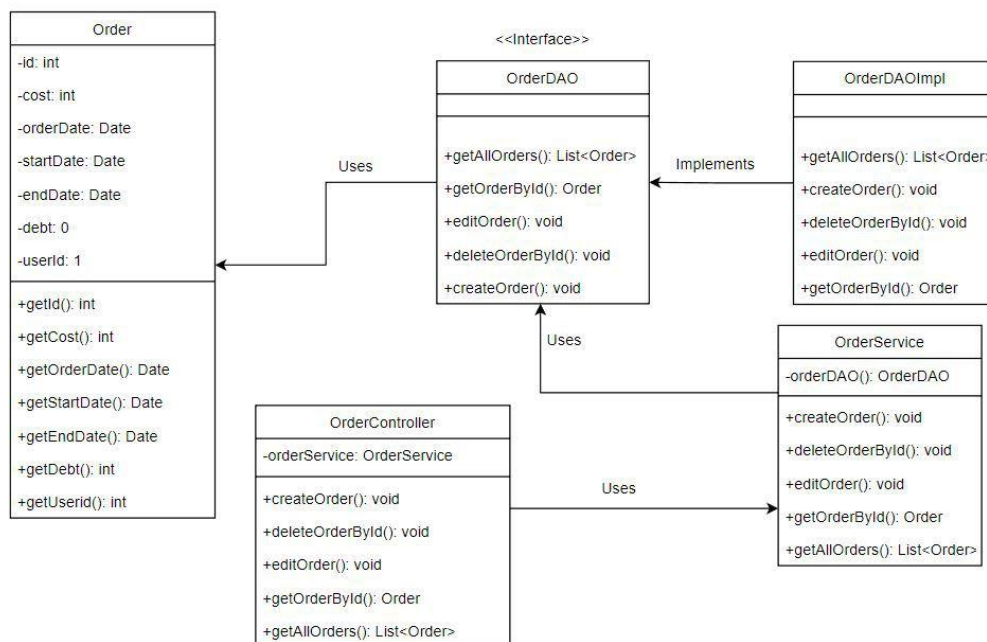 Order
-id: int
-cost: int
-orderDate: Date
-startDate: Date
-endDate: Date
-debt: 0
-userId: 1
+getId(): int
+getCost(): int
+getOrderDate(): Date
+getStartDate(): Date
+getEndDate(): Date
+getDebt(): int
+getUserid(): int
Uses
<<Interface>>
OrderDAO
+getAllOrders(): List<Order>
+getOrderById(): Order
+editOrder(): void
+deleteOrderById(): void
+createOrder(): void
Implements
OrderDAOImpl
+getAllOrders(): List<Order>
+createOrder(): void
+deleteOrderById(): void
+editOrder(): void
+getOrderById(): Order
Uses
OrderService
-orderDAO(): OrderDAO
+createOrder(): void
+deleteOrderById(): void
+editOrder(): void
+getOrderById(): Order
+getAllOrders(): List<Order>
Uses
OrderController
-orderService: OrderService
+createOrder(): void
+deleteOrderById(): void
+editOrder(): void
+getOrderById(): Order
+getAllOrders(): List<Order>